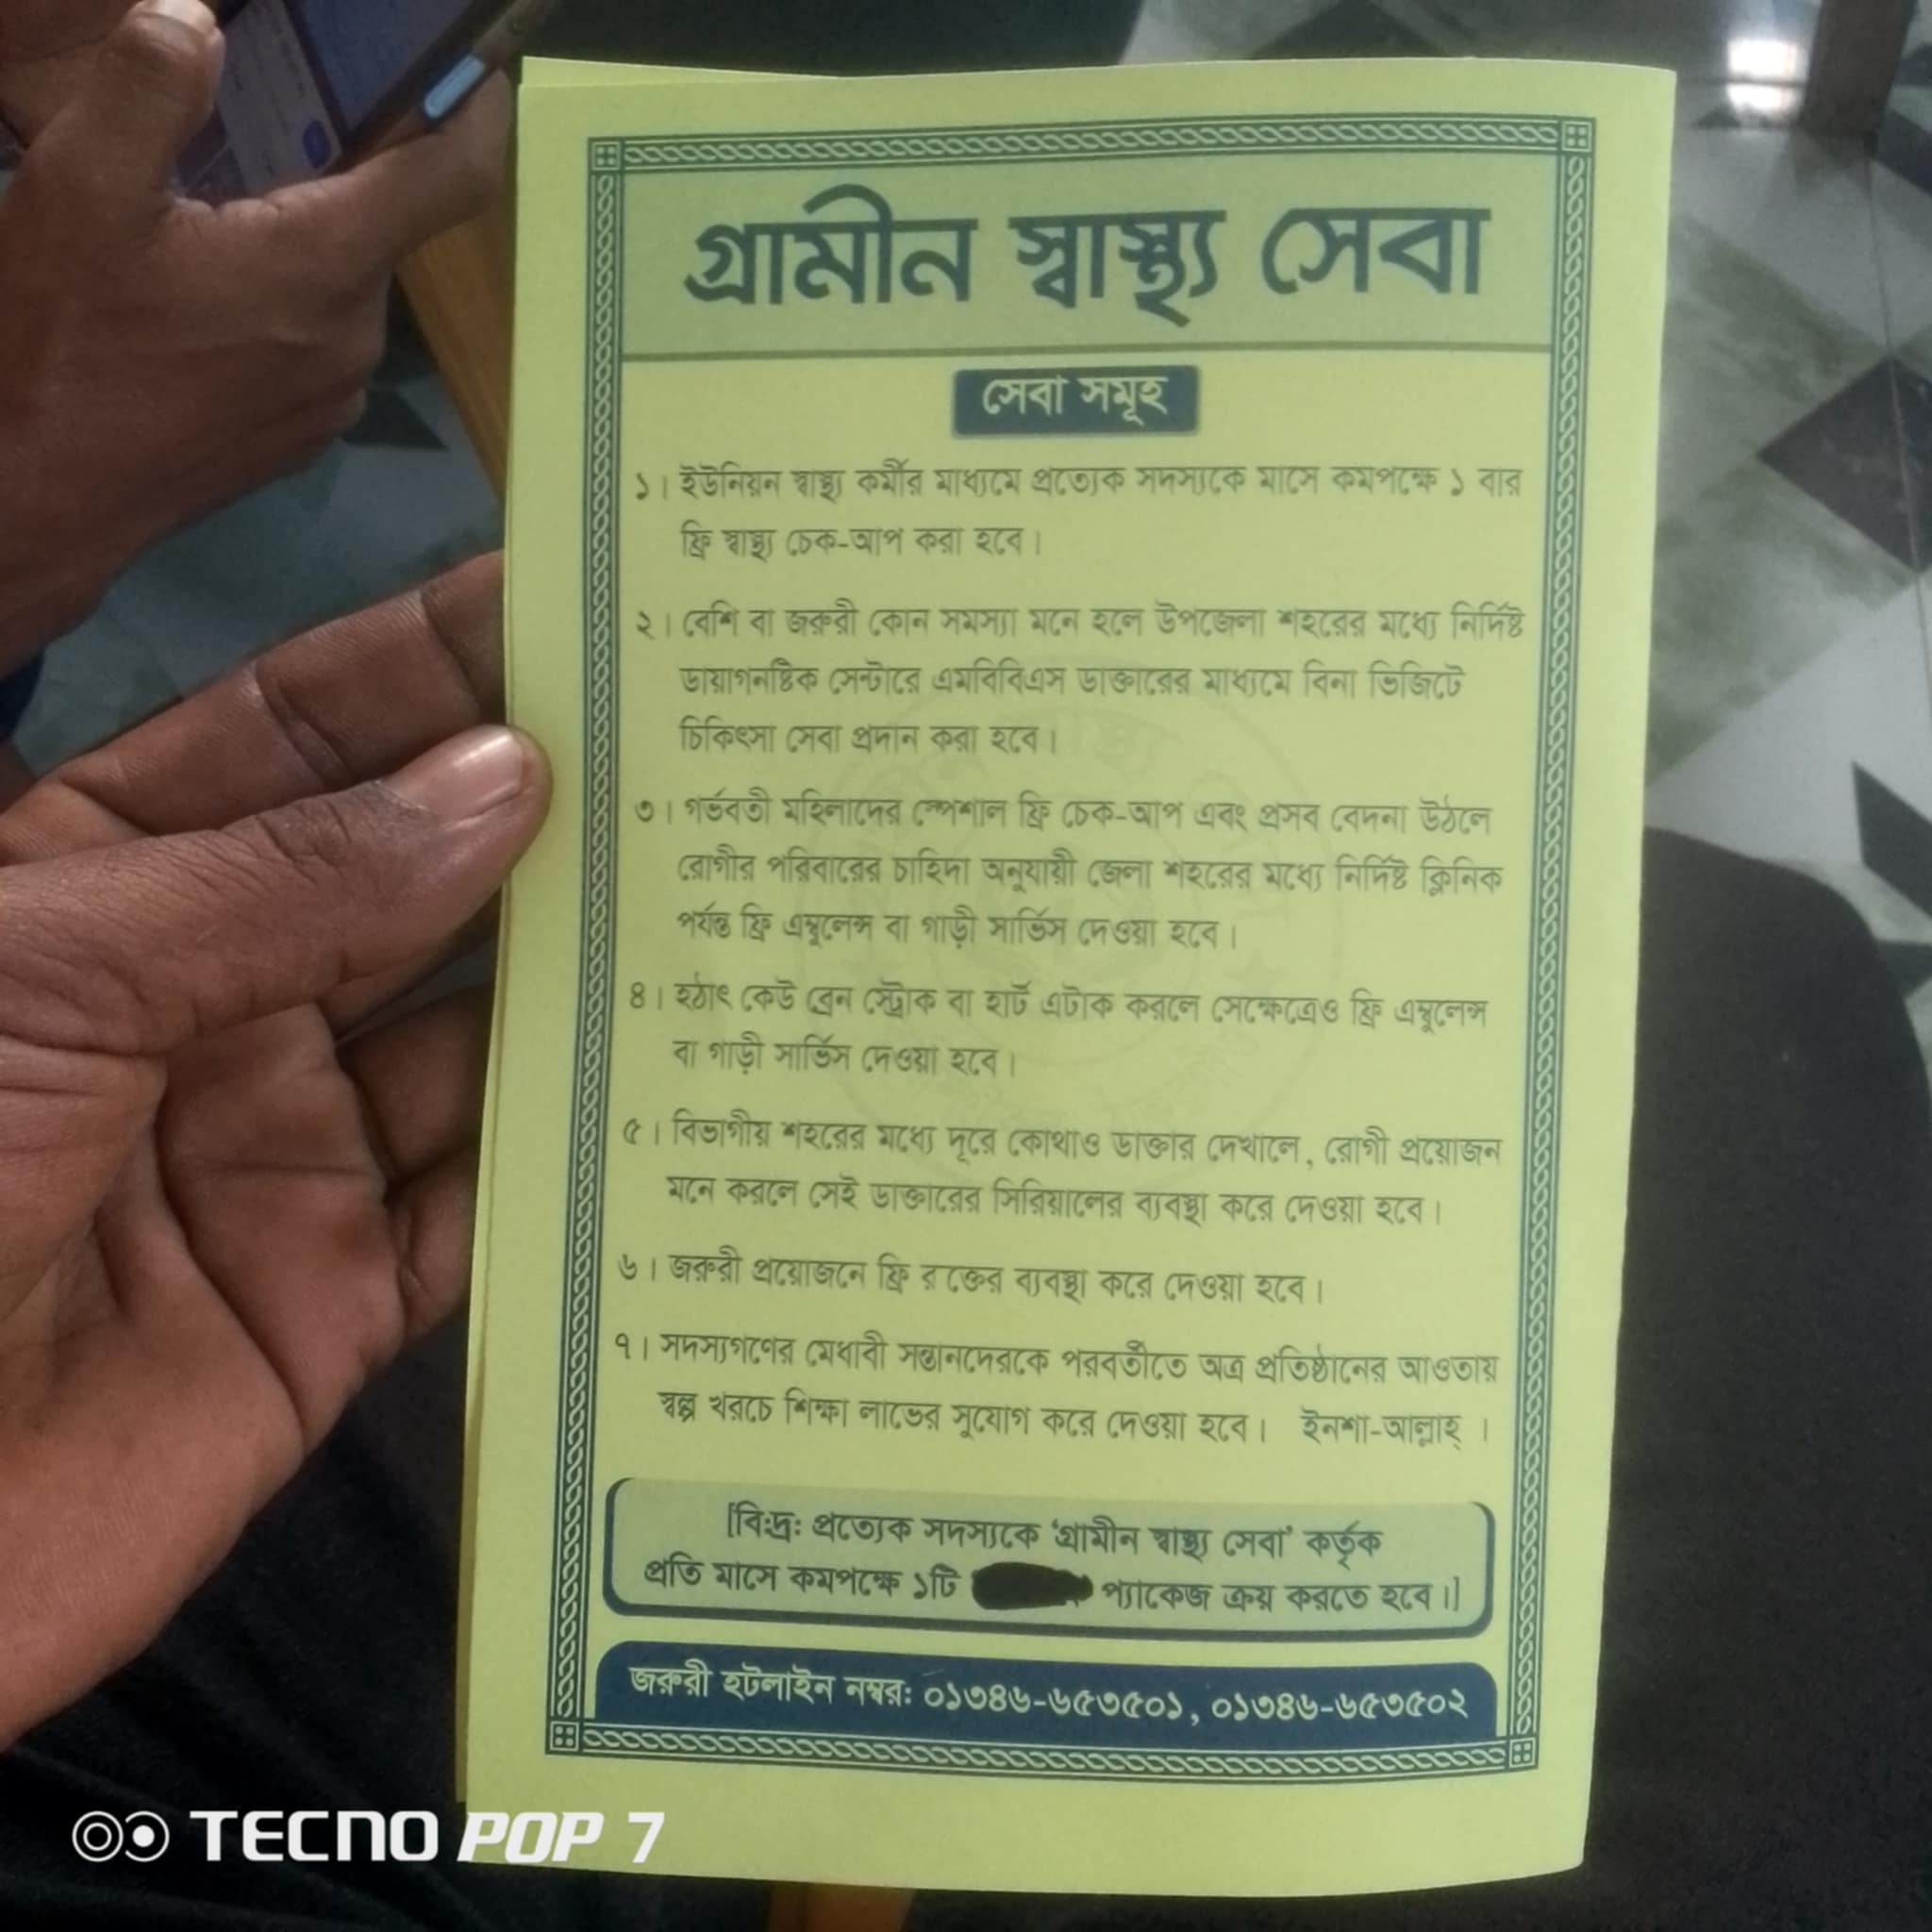 গ্রামীন স্বাস্থ্য সেবা
সেবা সমূহ
১। ইউনিয়ন স্বাস্থ্য কর্মীর মাধ্যমে প্রত্যেক সদস্যকে মাসে কমপক্ষে ১ বার
ফ্রি স্বাস্থ্য চেক-আপ করা হবে।
২। বেশি বা জরুরী কোন সমস্যা মনে হলে উপজেলা শহরের মধ্যে নির্দিষ্ট
ডায়াগনষ্টিক সেন্টারে এমবিবিএস ডাক্তারের মাধ্যমে বিনা ভিজিটে
চিকিৎসা সেবা প্রদান করা হবে।
৩। গর্ভবতী মহিলাদের স্পেশাল ফ্রি চেক-আপ এবং প্রসব বেদনা উঠলে
রোগীর পরিবারের চাহিদা অনুযায়ী জেলা শহরের মধ্যে নির্দিষ্ট ক্লিনিক
পর্যন্ত ফ্রি এম্বুলেন্স বা গাড়ী সার্ভিস দেওয়া হবে।
৪। হঠাৎ কেউ ব্রেন স্ট্রোক বা হার্ট এটাক করলে সেক্ষেত্রেও ফ্রি এম্বুলেন্স
বা গাড়ী সার্ভিস দেওয়া হবে।
৫। বিভাগীয় শহরের মধ্যে দূরে কোথাও ডাক্তার দেখালে, রোগী প্রয়োজন
মনে করলে সেই ডাক্তারের সিরিয়ালের ব্যবস্থা করে দেওয়া হবে।
৬। জরুরী প্রয়োজনে ফ্রি রক্তের ব্যবস্থা করে দেওয়া হবে।
৭। সদস্যগণের মেধাবী সন্তানদেরকে পরবর্তীতে অত্র প্রতিষ্ঠানের আওতায়
স্বল্প খরচে শিক্ষা লাভের সুযোগ করে দেওয়া হবে। ইনশা-আল্লাহ্ ।
[বি:দ্র: প্রত্যেক সদস্যকে ‘গ্রামীন স্বাস্থ্য সেবা’ কর্তৃক
প্রতি মাসে কমপক্ষে ১টি প্যাকেজ ক্রয় করতে হবে।]
জরুরী হটলাইন নম্বর: ০১৩৪৬-৬৫৩৫০১, ০১৩৪৬-৬৫৩৫০২
TECNO POP 7